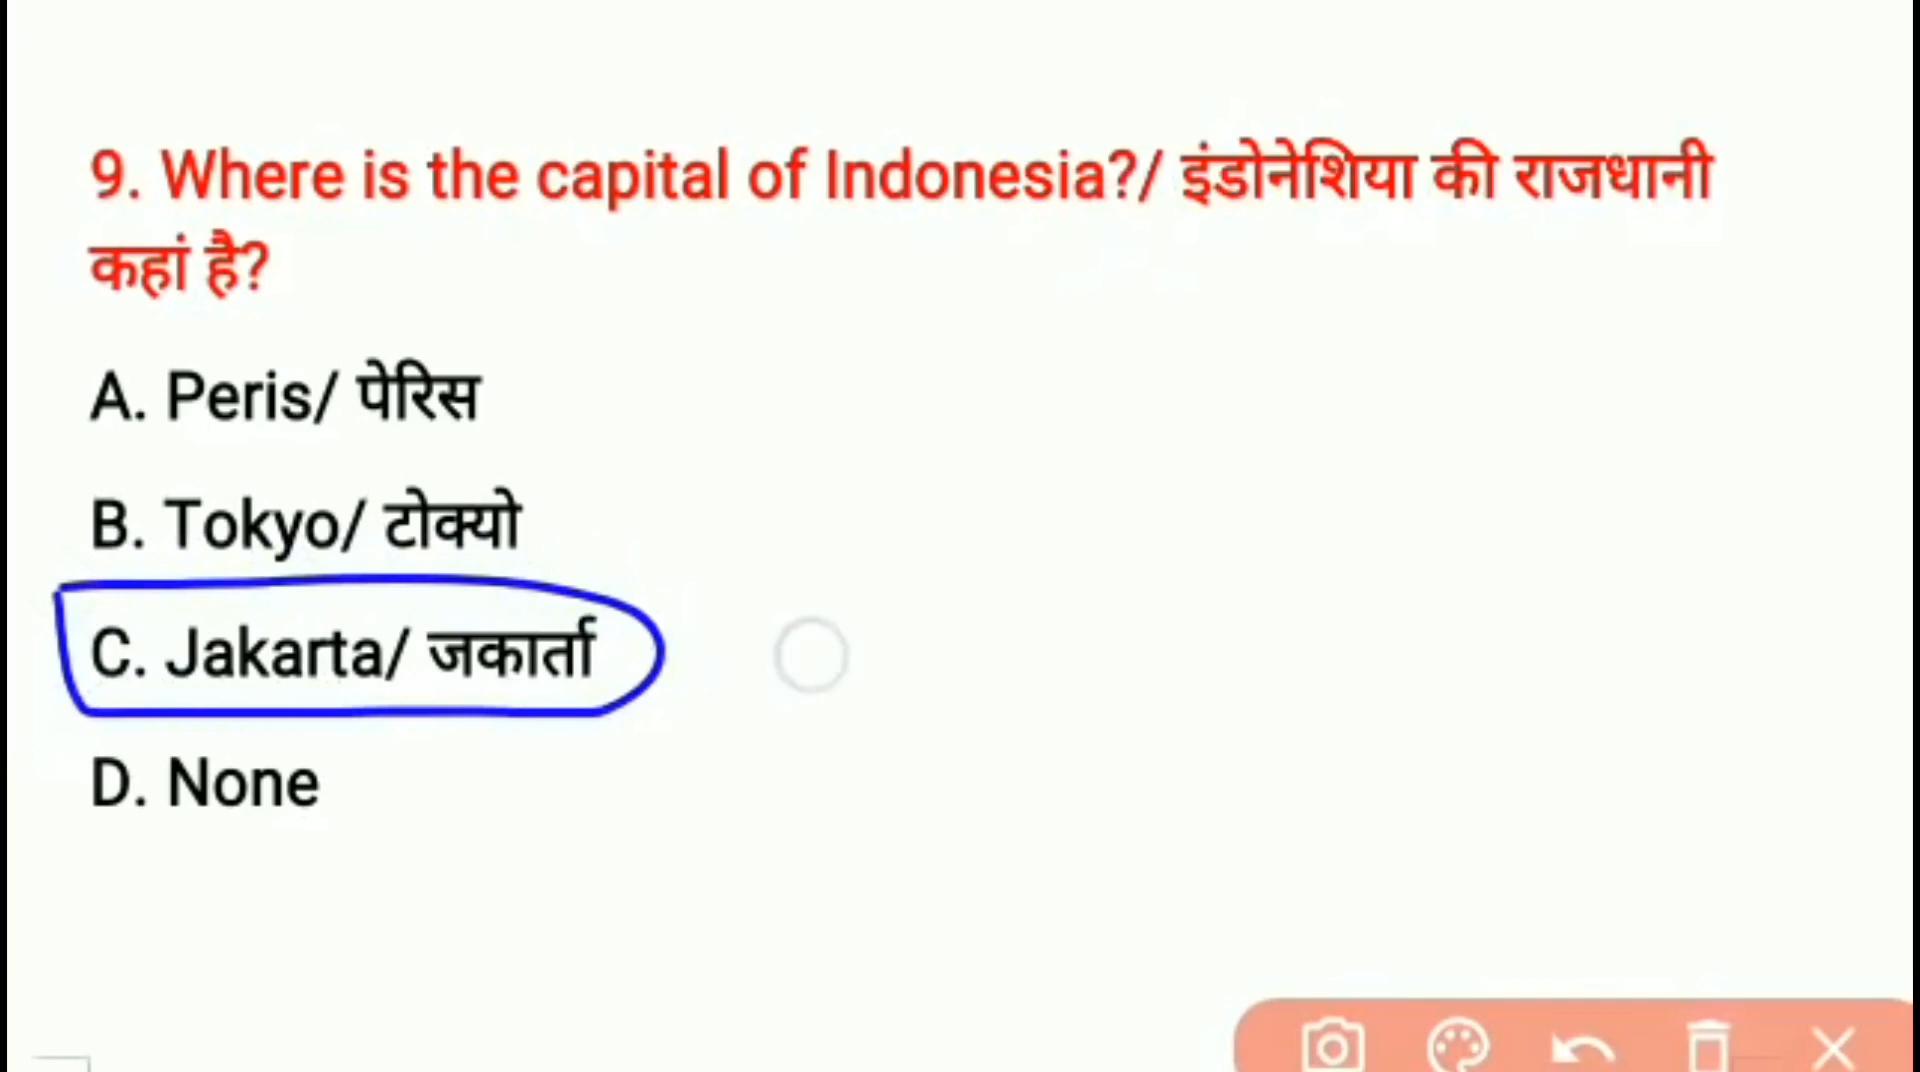 9. Where is the capital of Indonesia?/ इंडोनेशिया की राजधानी
कहां है?
A. Peris/ पेरिस
B. Tokyo/ टोक्यो
C. Jakarta/ जकार्ता
D. None